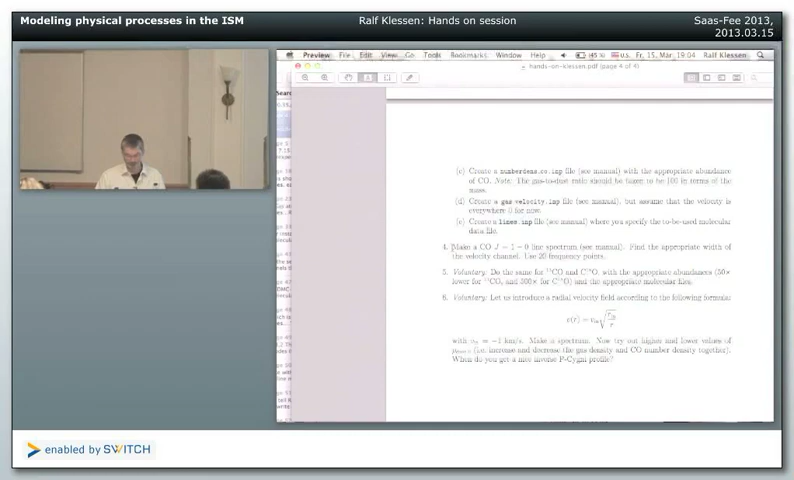 Modeling physical processes in the ISM
Ralf Klessen: Hands on session
Saas-Fee 2013,
2013.03.15
Preview File Edit View Go Tools Bookmarks Window Help
U.S. Fr, 15. Mar, 19:04 Ralf Klessen
hands-on-klessen.pdf (page 4 of 4)
(c) Create a numberdens_co.inp file (see manual) with the appropriate abundance
of CO. Note: The gas-to-dust ratio should be taken to be 100 in terms of the
mass.
(d) Create a gas_velocity.inp file (see manual), but assume that the velocity is
everywhere 0 for now.
(e) Create a lines.inp file (see manual) where you specify the to-be-used molecular
data file.
4. Make a CO J = 1 − 0 line spectrum (see manual). Find the appropriate width of
the velocity channel. Use 20 frequency points.
5. Voluntary: Do the same for ¹³CO and C¹⁸O, with the appropriate abundances (50×
lower for ¹³CO, and 500× for C¹⁸O) and the appropriate molecular files.
6. Voluntary: Let us introduce a radial velocity field according to the following formula:
with = −1 km/s. Make a spectrum. Now try out higher and lower values of
(i.e. increase and decrease the gas density and CO number density together).
When do you get a nice inverse P-Cygni profile?
enabled by SWITCH